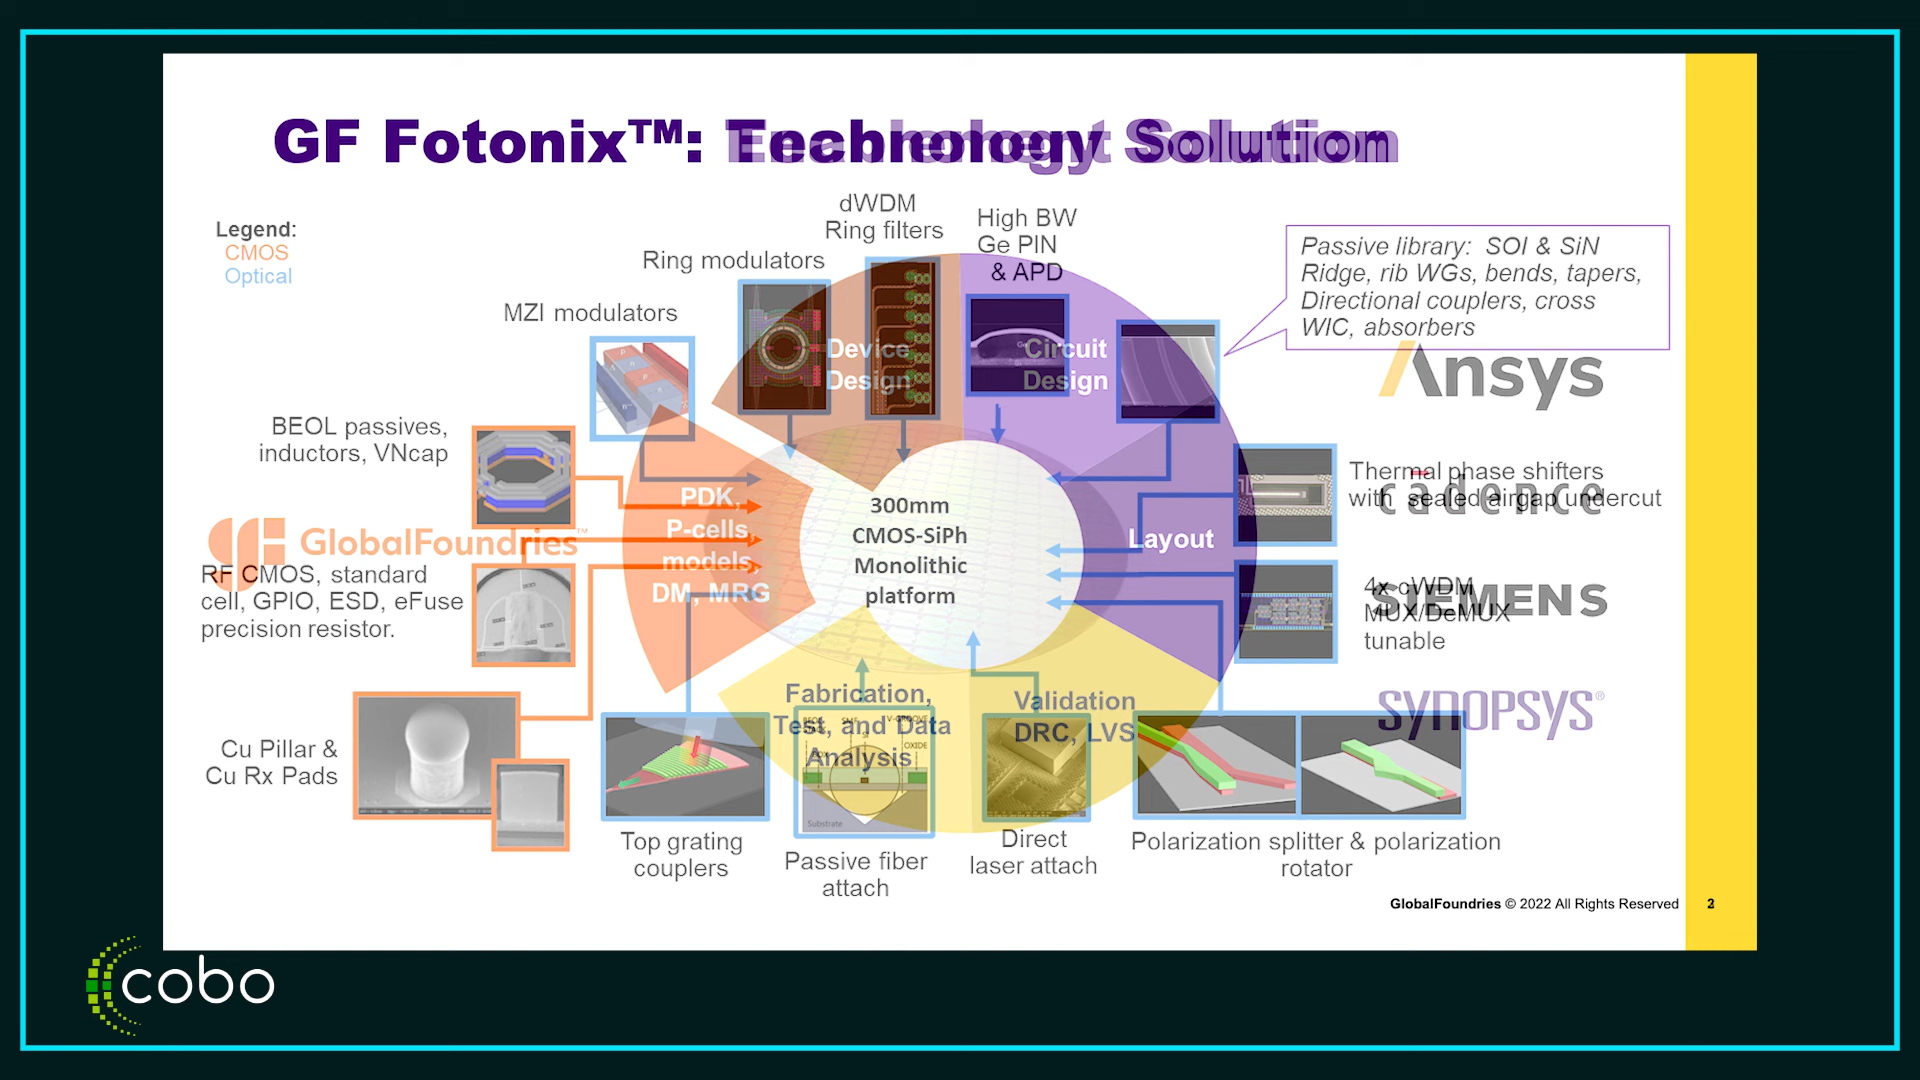 GF Fotonix™: Technology Solution
Legend:
CMOS
Optical
dWDM
Ring filters
High BW
Ge PIN
& APD
Ring modulators
MZI modulators
Passive library: SOI & SiN
Ridge, rib WGs, bends, tapers,
Directional couplers, cross
WIC, absorbers
Device
Design
Circuit
Design
Ansys
BEOL passives,
inductors, VNcap
Thermal phase shifters
with sealed airgap undercut
cadence
PDK,
P-cells
models,
DM, MRG
300mm
CMOS-SiPh
Monolithic
platform
Layout
GlobalFoundries™
RF CMOS, standard
cell, GPIO, ESD, eFuse
precision resistor.
4x cWDM
MUX/DeMUX
tunable
SIEMENS
Fabrication,
Test, and Data
Analysis
Validation
DRC, LVS
SYNOPSYS®
V-GROOVE
OXIDE
Substrate
Cu Pillar &
Cu Rx Pads
Top grating
couplers
Passive fiber
attach
Direct
laser attach
Polarization splitter & polarization
rotator
GlobalFoundries © 2022 All Rights Reserved
cobo